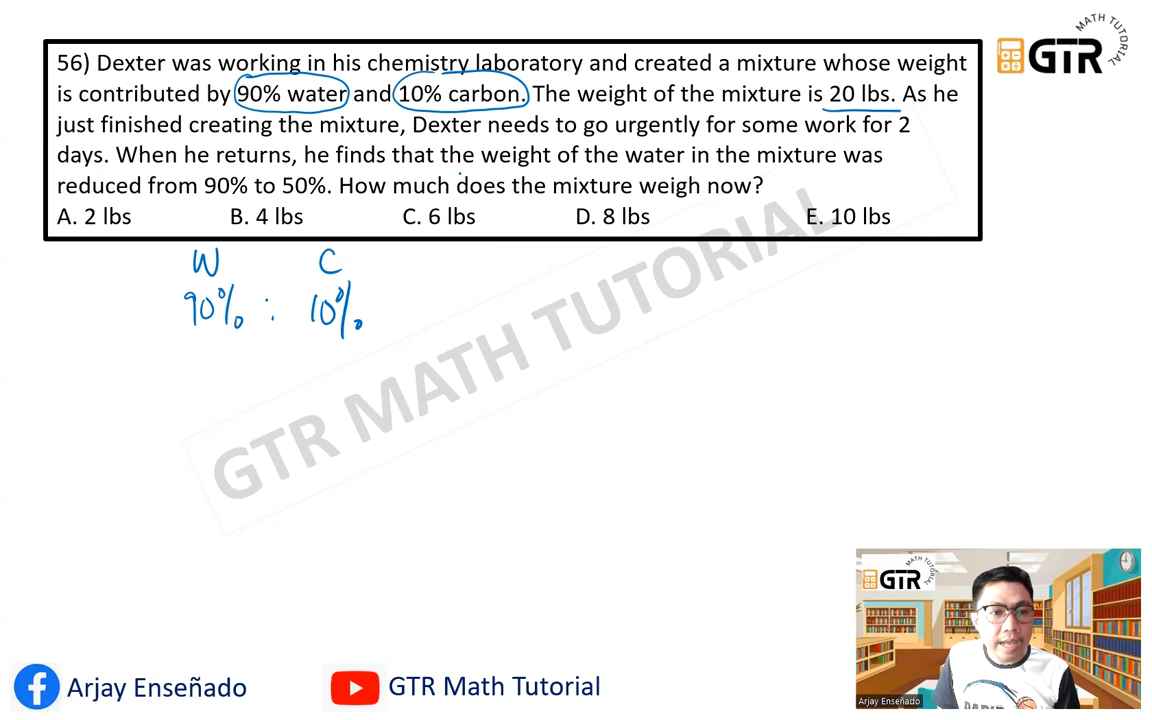 56) Dexter was working in his chemistry laboratory and created a mixture whose weight
is contributed by 90% water and 10% carbon. The weight of the mixture is 20 lbs. As he
just finished creating the mixture, Dexter needs to go urgently for some work for 2
days. When he returns, he finds that the weight of the water in the mixture was
reduced from 90% to 50%. How much does the mixture weigh now?
A. 2 lbs B. 4 lbs C. 6 lbs D. 8 lbs E. 10 lbs
GTR MATH TUTORIAL
W C
90% : 10%
GTR MATH TUTORIAL
GTR MATH TUTORIAL
Arjay Enseñado
Arjay Enseñado
GTR Math Tutorial